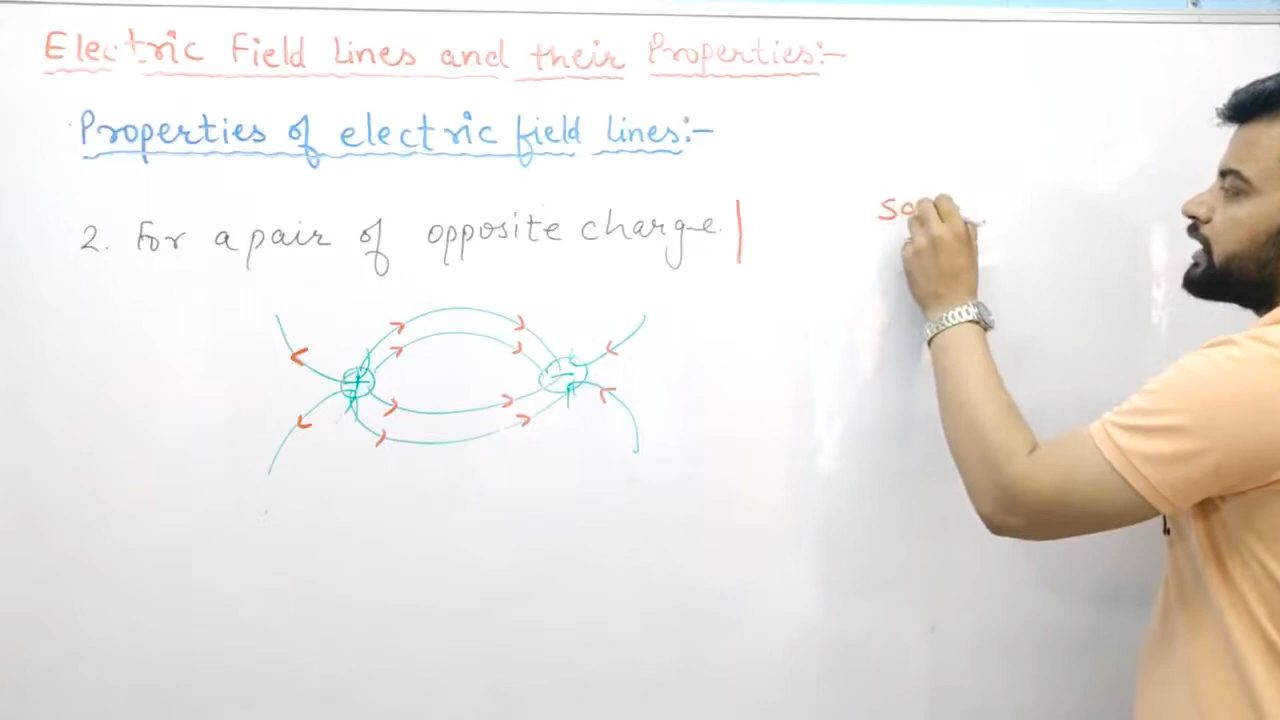 Electric Field Lines and their Properties:-
Properties of electric field lines:-
2. For a pair of opposite charge.
+
-